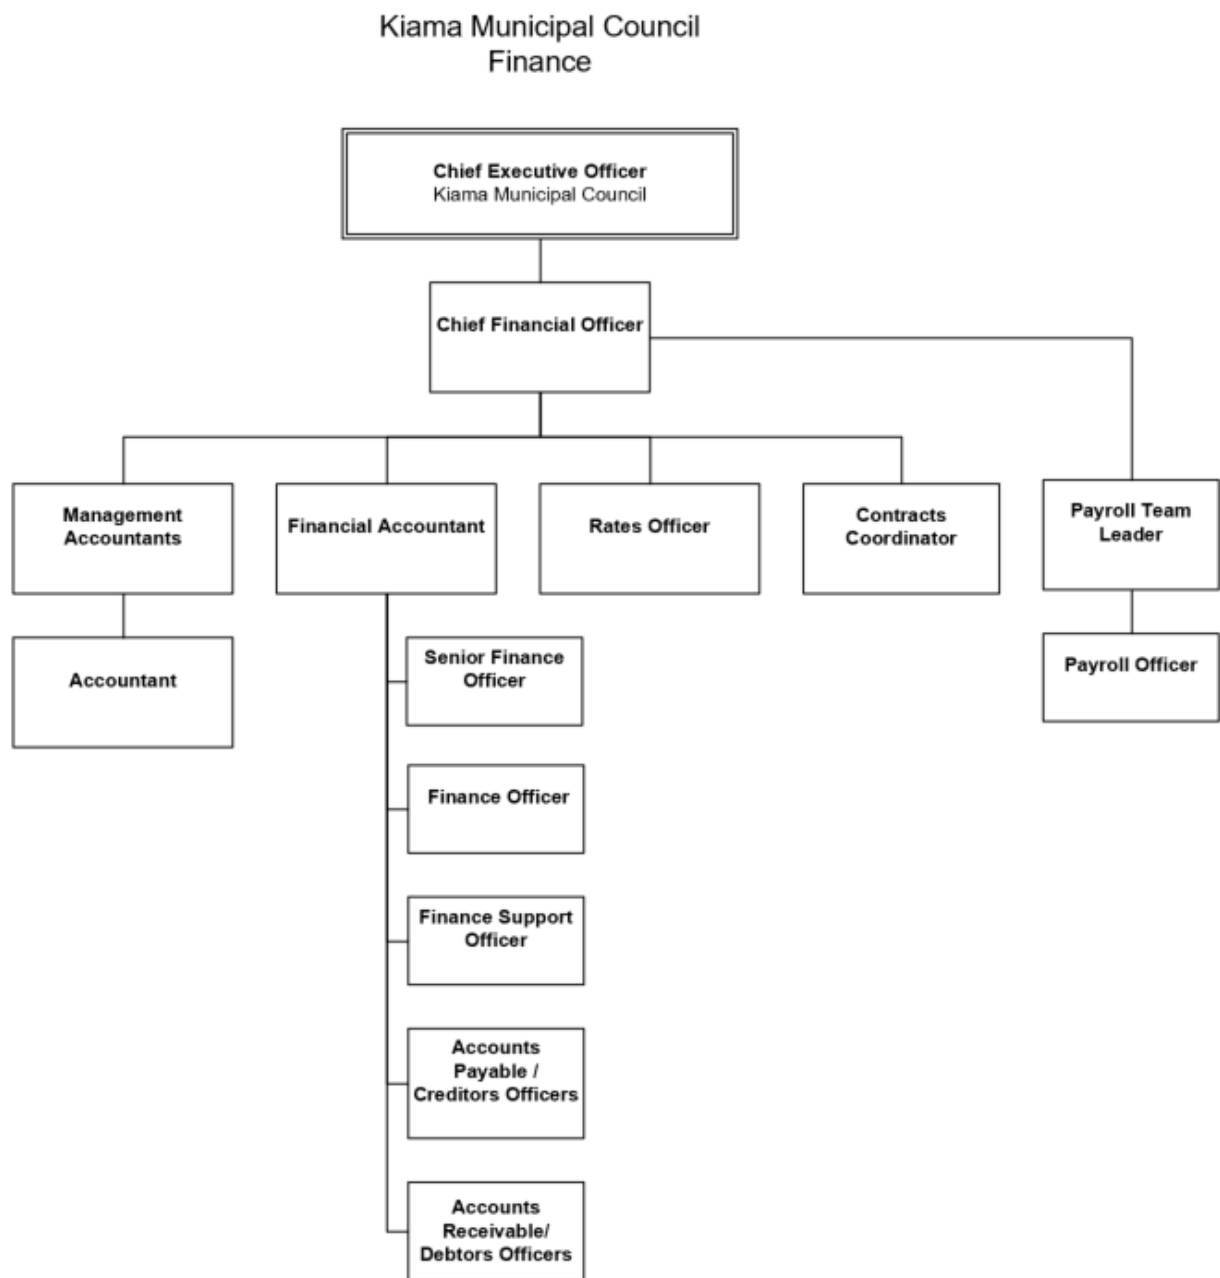 Kiama Municipal Council
Finance
Chief Executive Officer
Kiama Municipal Council
Chief Financial Officer
Management
Accountants
Financial Accountant
Rates Officer
Contracts
Coordinator
Payroll Team
Leader
Accountant
Senior Finance
Officer
Payroll Officer
Finance Officer
Finance Support
Officer
Accounts
Payable /
Creditors Officers
Accounts
Receivable/
Debtors Officers